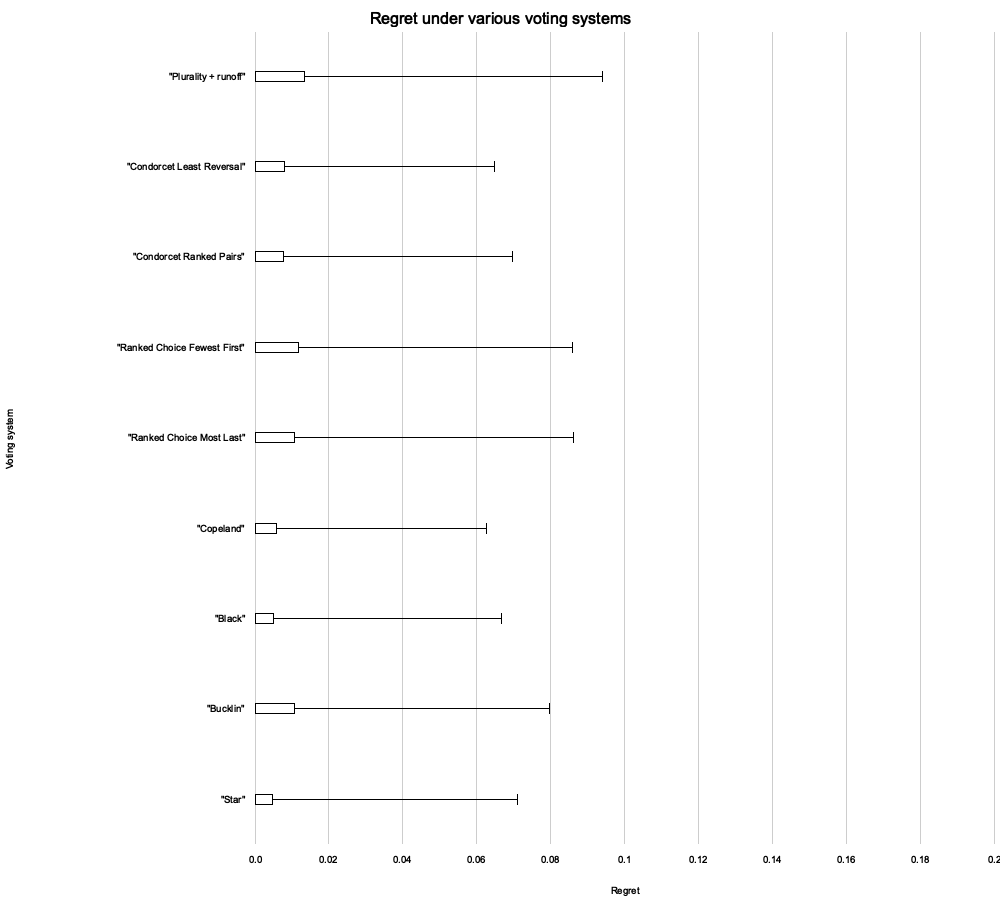 Regret under various voting systems
"Plurality + runoff"
"Condorcet Least Reversal"
"Condorcet Ranked Pairs"
"Ranked Choice Fewest First"
"Ranked Choice Most Last"
"Copeland"
"Black"
"Bucklin"
"Star"
Voting system
0.0 0.02 0.04 0.06 0.08 0.1 0.12 0.14 0.16 0.18 0.2
Regret